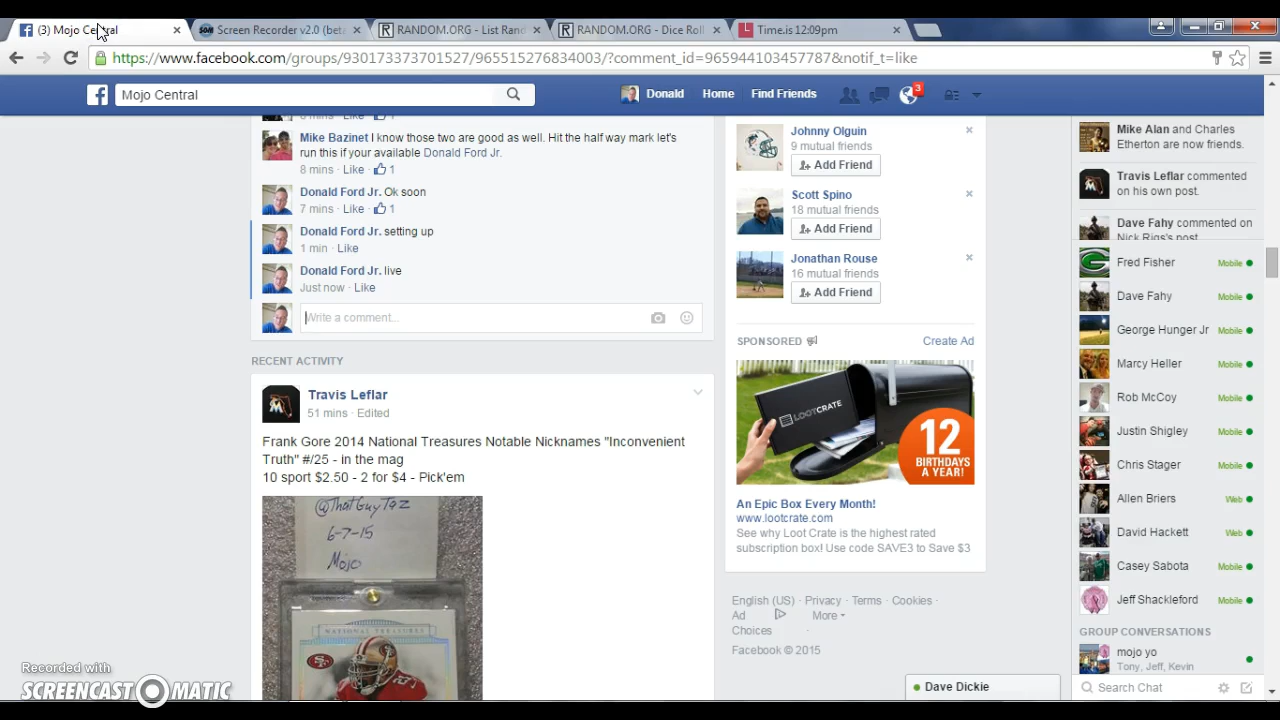 (3) Mojo Central
Screen Recorder v2.0 (beta
RANDOM.ORG - List Rand
RANDOM.ORG - Dice Roll
Time.is 12:09pm
https://www.facebook.com/groups/930173373701527/965515276834003/?comment_id=965944103457787&notif_t=like
Mojo Central
Donald
Home
Find Friends
3
8 mins · Like · 1
Mike Bazinet I know those two are good as well. Hit the half way mark let's
run this if your available Donald Ford Jr.
8 mins · Like · 1
Donald Ford Jr. Ok soon
7 mins · Like · 1
Donald Ford Jr. setting up
1 min · Like
Donald Ford Jr. live
Just now · Like
Write a comment...
RECENT ACTIVITY
Travis Leflar
51 mins · Edited
Frank Gore 2014 National Treasures Notable Nicknames "Inconvenient
Truth" #/25 - in the mag
10 sport $2.50 - 2 for $4 - Pick'em
@ThatGuy192
6-7-15
Mojo
NATIONAL TREASURES
Johnny Olguin
9 mutual friends
Add Friend
Scott Spino
18 mutual friends
Add Friend
Jonathan Rouse
16 mutual friends
Add Friend
SPONSORED
Create Ad
LOOTCRATE
12
BIRTHDAYS
A YEAR!
An Epic Box Every Month!
www.lootcrate.com
See why Loot Crate is the highest rated
subscription box! Use code SAVE3 to Save $3
English (US) · Privacy · Terms · Cookies ·
Ad
More
Choices
Facebook © 2015
Dave Dickie
Mike Alan and Charles
Etherton are now friends.
Travis Leflar commented
on his own post.
Dave Fahy commented
on Nick Rigs's post
Fred Fisher Mobile
Dave Fahy Mobile
George Hunger Jr Mobile
Marcy Heller Mobile
Rob McCoy Mobile
Justin Shigley Mobile
Chris Stager Mobile
Allen Briers Web
David Hackett Web
Casey Sabota Mobile
Jeff Shackleford Mobile
GROUP CONVERSATIONS
mojo yo
Tony, Jeff, Kevin
Search Chat
Recorded with
SCREENCAST-O-MATIC